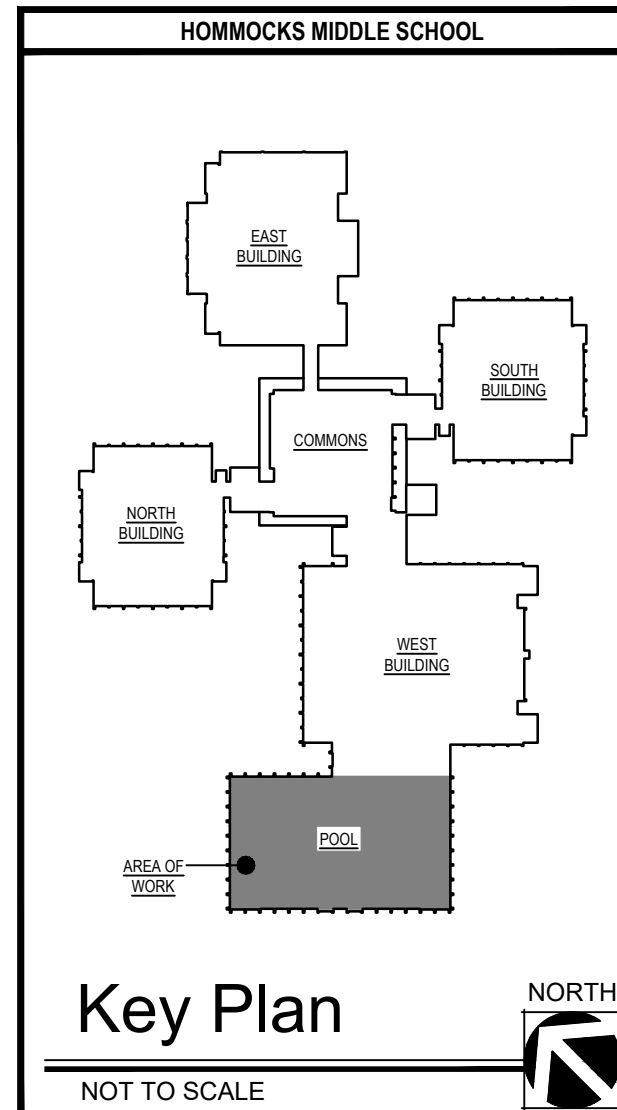 HOMMOCKS MIDDLE SCHOOL
EAST
BUILDING
SOUTH
BUILDING
COMMONS
NORTH
BUILDING
WEST
BUILDING
POOL
AREA OF
WORK
Key Plan
NORTH
NOT TO SCALE